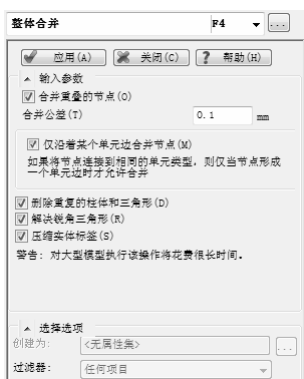 整体合并 F4 ...
应用(A) 关闭(C) ? 帮助(H)
输入参数
合并重叠的节点(O)
合并公差(T) 0.1 mm
仅沿着某个单元边合并节点(M)
如果将节点连接到相同的单元类型，则仅当节点形成
一个单元边时才允许合并
删除重复的柱体和三角形(D)
解决锐角三角形(R)
压缩实体标签(S)
警告: 对大型模型执行该操作将花费很长时间.
选择选项
创建为: <无属性集> ...
过滤器: 任何项目